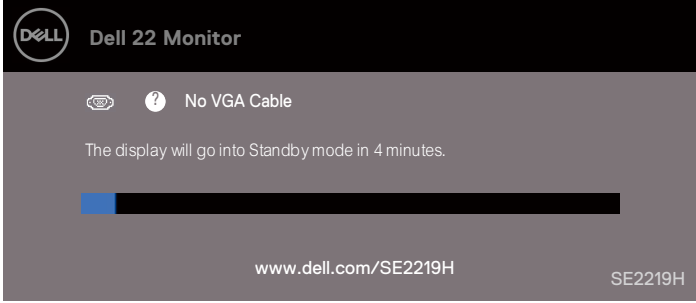 DELL
Dell 22 Monitor
? No VGA Cable
The display will go into Standby mode in 4 minutes.
www.dell.com/SE2219H
SE2219H